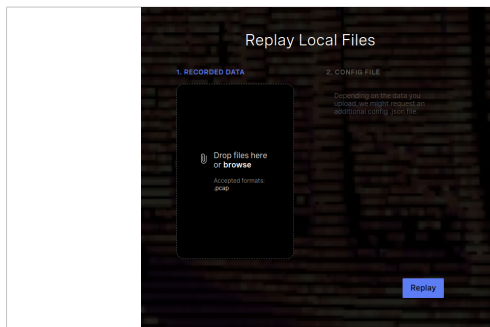 Replay Local Files
1. RECORDED DATA
2. CONFIG FILE
Depending on the data you
upload, we might request an
additional config .json file.
Drop files here
or browse
Accepted formats:
.pcap
Replay